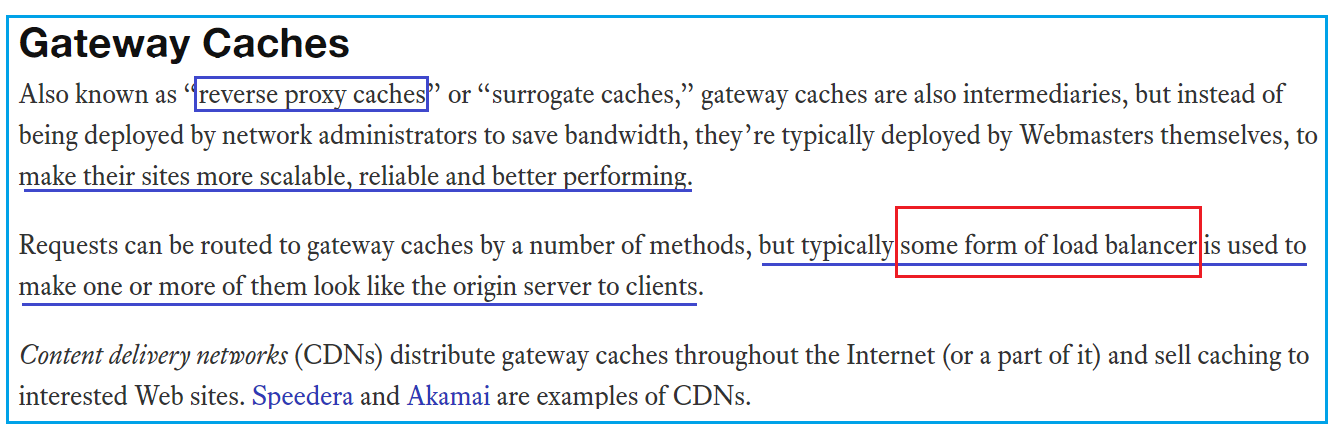 Gateway Caches
Also known as “reverse proxy caches” or “surrogate caches,” gateway caches are also intermediaries, but instead of
being deployed by network administrators to save bandwidth, they’re typically deployed by Webmasters themselves, to
make their sites more scalable, reliable and better performing.
Requests can be routed to gateway caches by a number of methods, but typically some form of load balancer is used to
make one or more of them look like the origin server to clients.
Content delivery networks (CDNs) distribute gateway caches throughout the Internet (or a part of it) and sell caching to
interested Web sites. Speedera and Akamai are examples of CDNs.